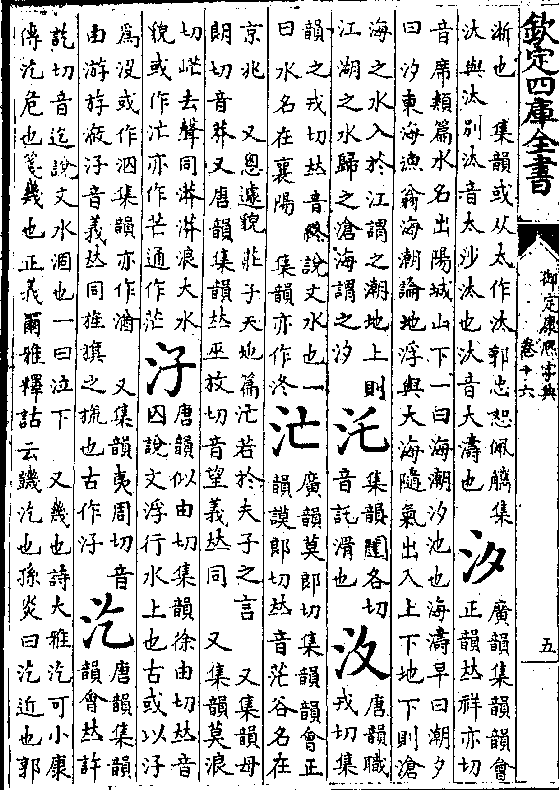 欽定四庫全書
御定康熙字典
卷十六
五
浙也　集韻或从太作汰郭忠恕佩觿集
汰與汏別汏音太沙汏也汰音大濤也
汐
廣韻集韻韻會
正韻𠀤祥亦切
音席類篇水名出陽城山下一曰海潮汐池也海濤早曰潮夕
曰汐東海漁翁海潮論地浮與大海隨氣出入上下地下則滄
海之水入於江謂之潮地上則
江湖之水歸之滄海謂之汐
汑
集韻闥各切
音託滑也
汷
唐韻職
戎切集
韻之戎切𠀤音終說文水也一
曰水名在襄陽　集韻亦作泈
汒
廣韻莫郎切集韻韻會正
韻謨郎切𠀤音茫谷名在
京兆　又怱遽貌莊子天地篇汒若於夫子之言　又集韻母
朗切音莽又唐韻集韻𠀤巫放切音望義𠀤同　又集韻莫浪
切㟐去聲同漭漭浪大水
貌或作茫亦作芒通作茫
汓
唐韻似由切集韻徐由切𠀤音
囚說文浮行水上也古或以汓
爲沒或作泅集韻亦作㴔　又集韻夷周切音
由游斿㳺汓音義𠀤同旌旗之旒也古作汓
汔
唐韻集韻
韻會𠀤許
訖切音迄說文水涸也一曰泣下　又幾也詩大雅汔可小康
傳汔危也箋幾也正義爾雅釋詁云譏汔也孫炎曰汔近也郭